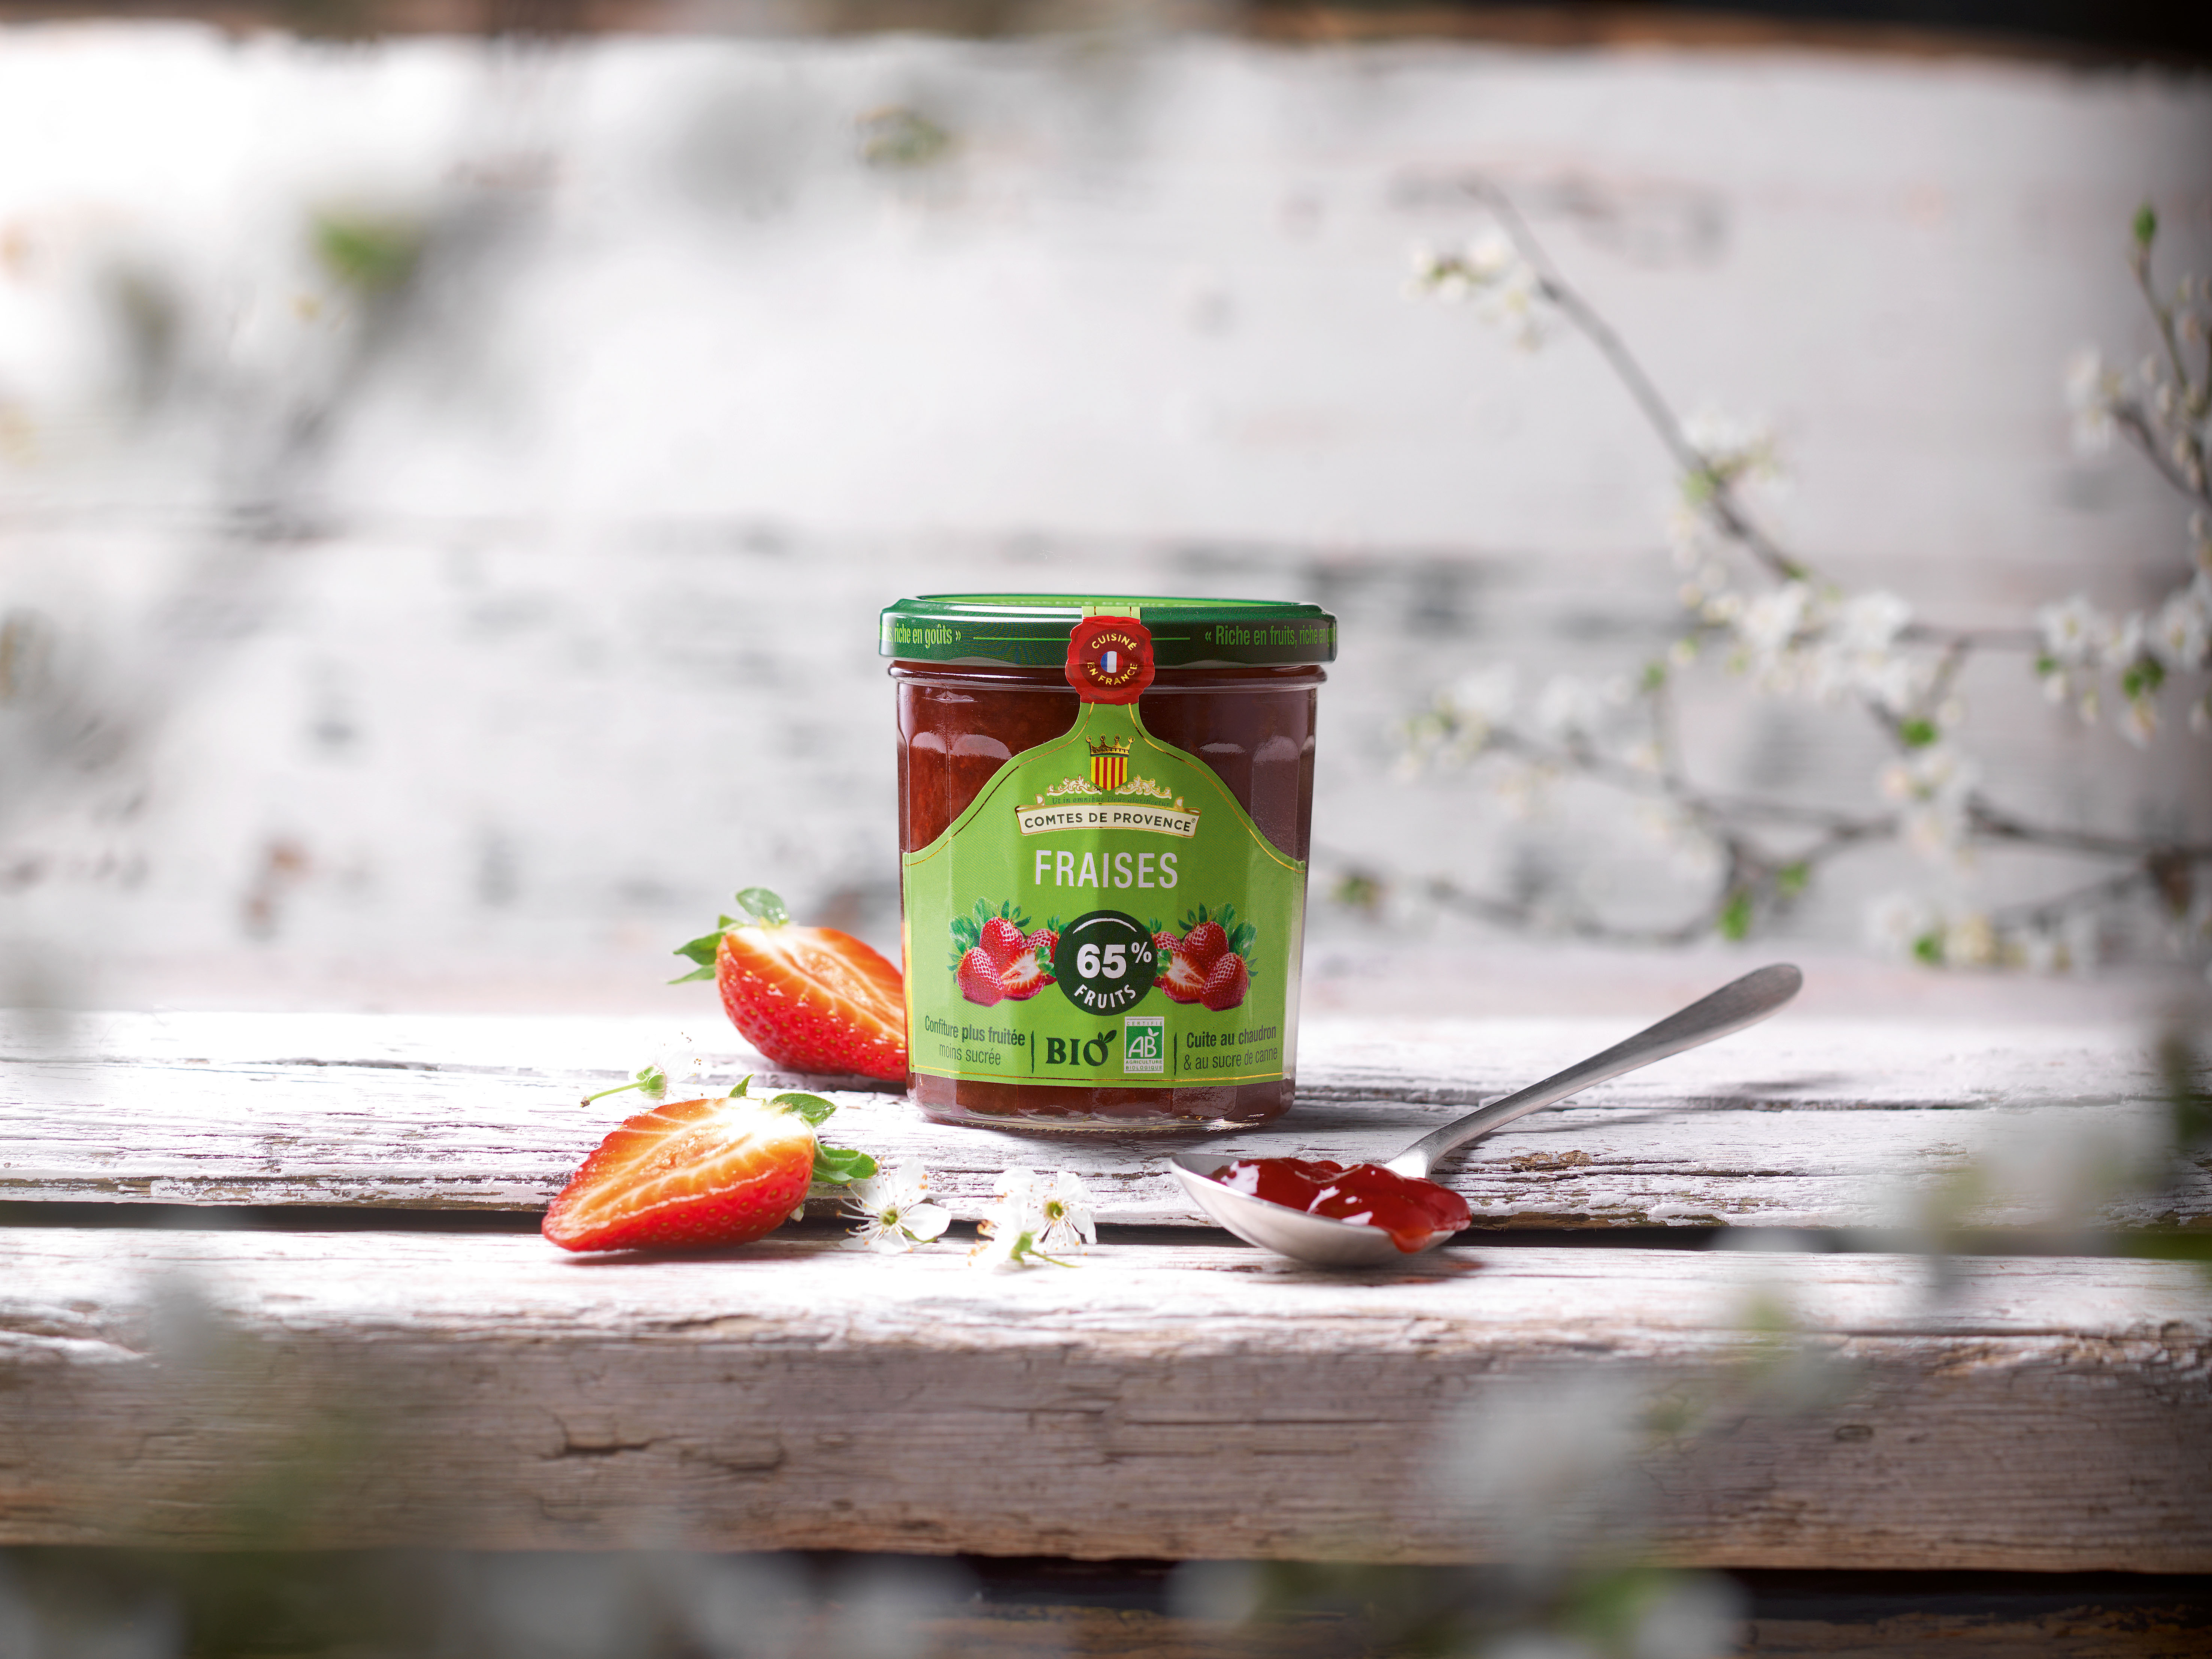 s, riche en goûts »
« Riche en fruits, riche en
CUISINÉ
EN FRANCE
COMTES DE PROVENCE®
FRAISES
65%
FRUITS
Confiture plus fruitée
moins sucrée
BIO
CERTIFIÉ
AB
AGRICULTURE
BIOLOGIQUE
Cuite au chaudron
& au sucre de canne